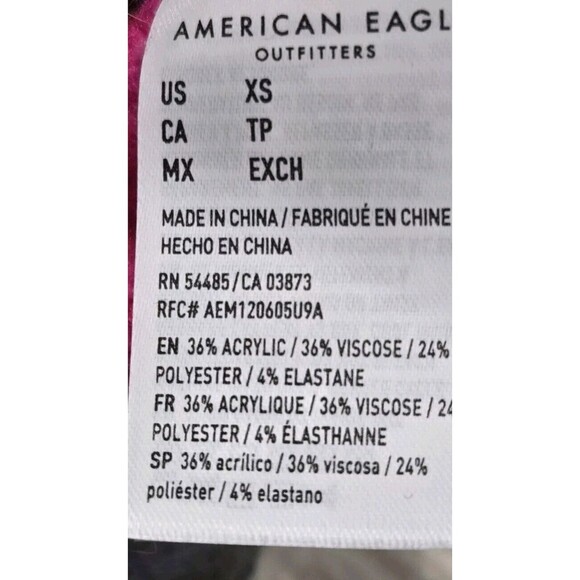 AMERICAN EAGL
OUTFITTERS
US XS
CA TP
MX EXCH
MADE IN CHINA / FABRIQUÉ EN CHINE
HECHO EN CHINA
RN 54485/CA 03873
RFC# AEM120605U9A
EN 36% ACRYLIC / 36% VISCOSE / 24%
POLYESTER / 4% ELASTANE
FR 36% ACRYLIQUE / 36% VISCOSE / 24
POLYESTER / 4% ÉLASTHANNE
SP 36% acrílico / 36% viscosa / 24%
poliéster / 4% elastano